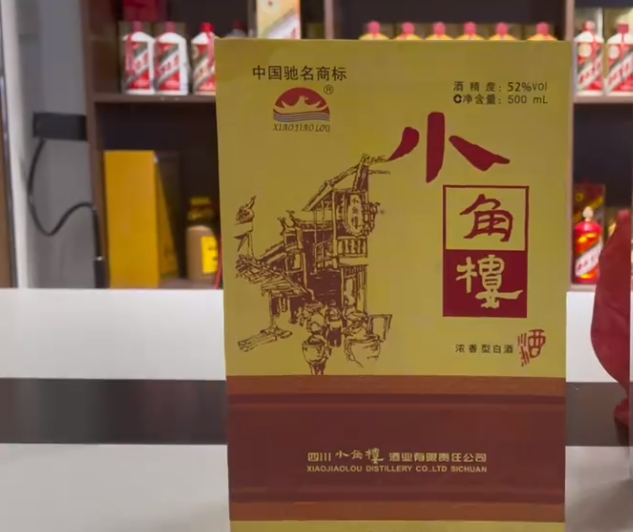 中国驰名商标
®
XIAOJIAOLOU
酒精度：52%vol
C净含量：500 mL
小
角
樓
浓香型白酒
酒
四川小角樓酒业有限责任公司
XIAOJIAOLOU DISTILLERY CO.,LTD SICHUAN